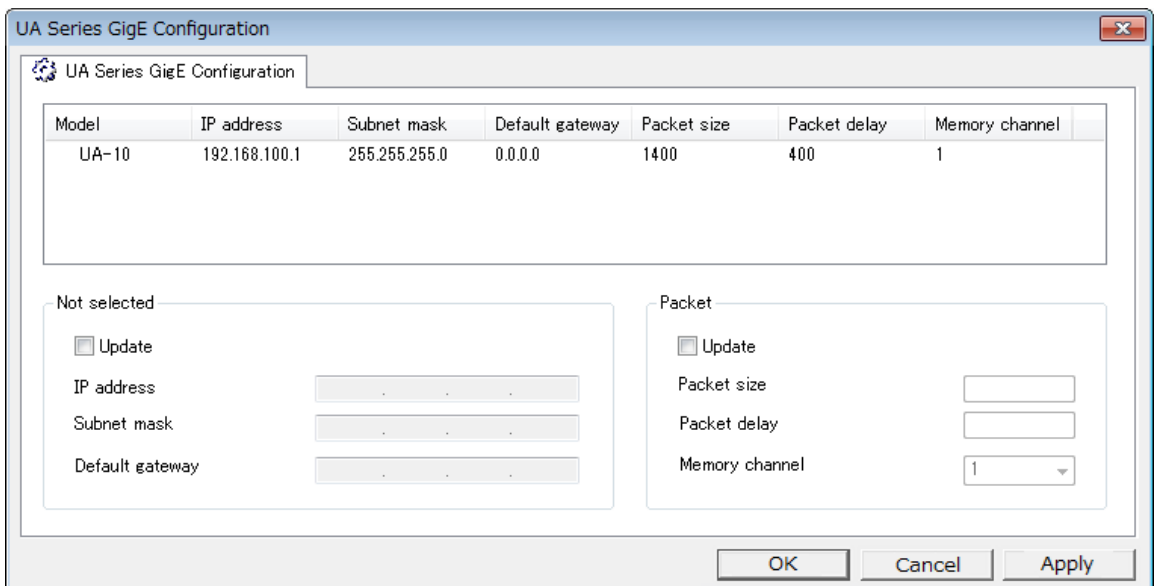 UA Series GigE Configuration
UA Series GigE Configuration
Model IP address Subnet mask Default gateway Packet size Packet delay Memory channel
UA-10 192.168.100.1 255.255.255.0 0.0.0.0 1400 400 1
Not selected Packet
Update Update
IP address . . . Packet size
Subnet mask . . . Packet delay
Default gateway . . . Memory channel 1
OK Cancel Apply